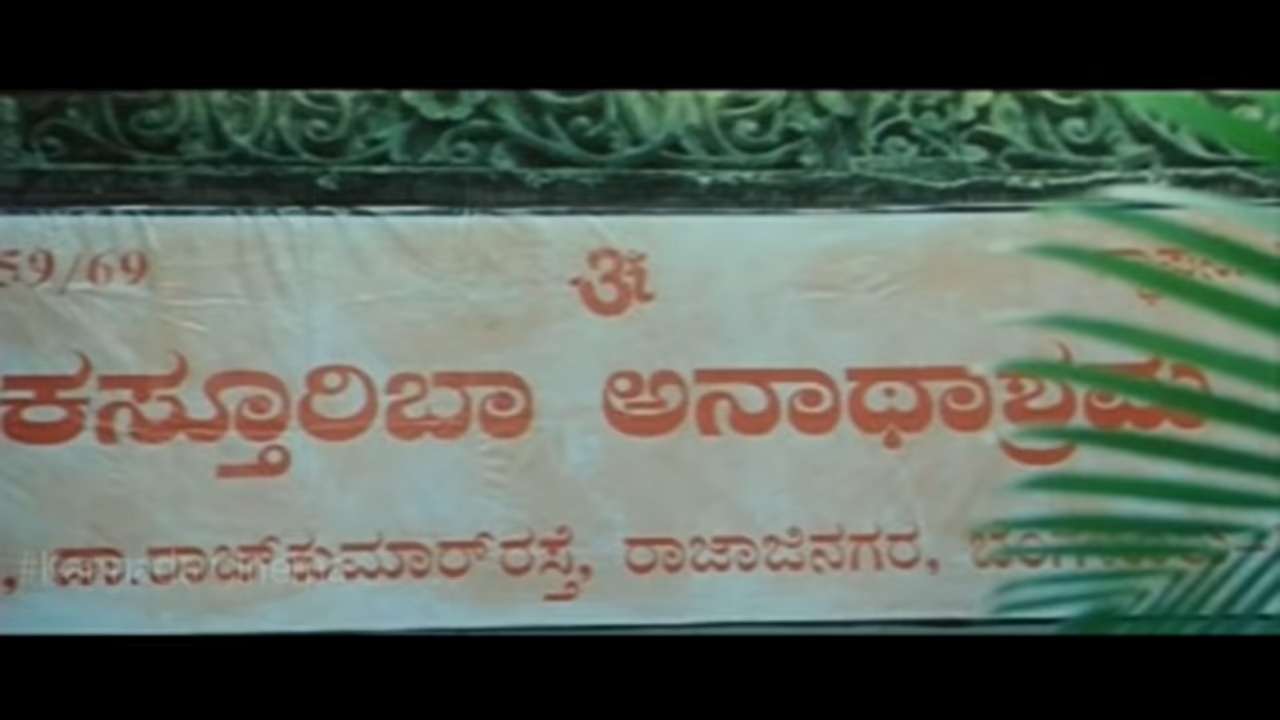 59/69 ॐ
ಕಸ್ತೂರಿಬಾ ಅನಾಥಾಶ್ರಮ
, ಡಾ.ರಾಜ್‌ಕುಮಾರ್‌ರಸ್ತೆ, ರಾಜಾಜಿನಗರ,